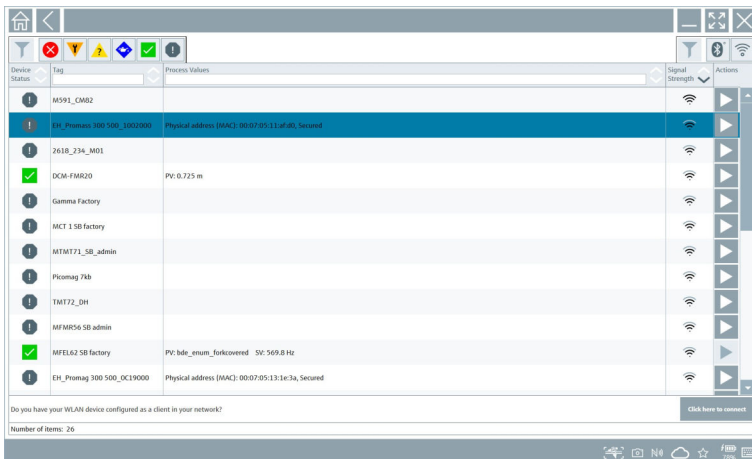 Device Status
Tag
Process Values
Signal Strength
Actions
M591_CM82
EH_Promass 300 500_1002000 Physical address (MAC): 00:07:05:11:af:d0, Secured
2618_234_M01
DCM-FMR20 PV: 0.725 m
Gamma Factory
MCT 1 SB factory
MTMT71_SB_admin
Picomag 7kb
TMT72_DH
MFMR56 SB admin
MFEL62 SB factory PV: bde_enum_forkcovered SV: 569.8 Hz
EH_Promag 300 500_0C19000 Physical address (MAC): 00:07:05:13:1e:3a, Secured
Do you have your WLAN device configured as a client in your network? Click here to connect
Number of items: 26